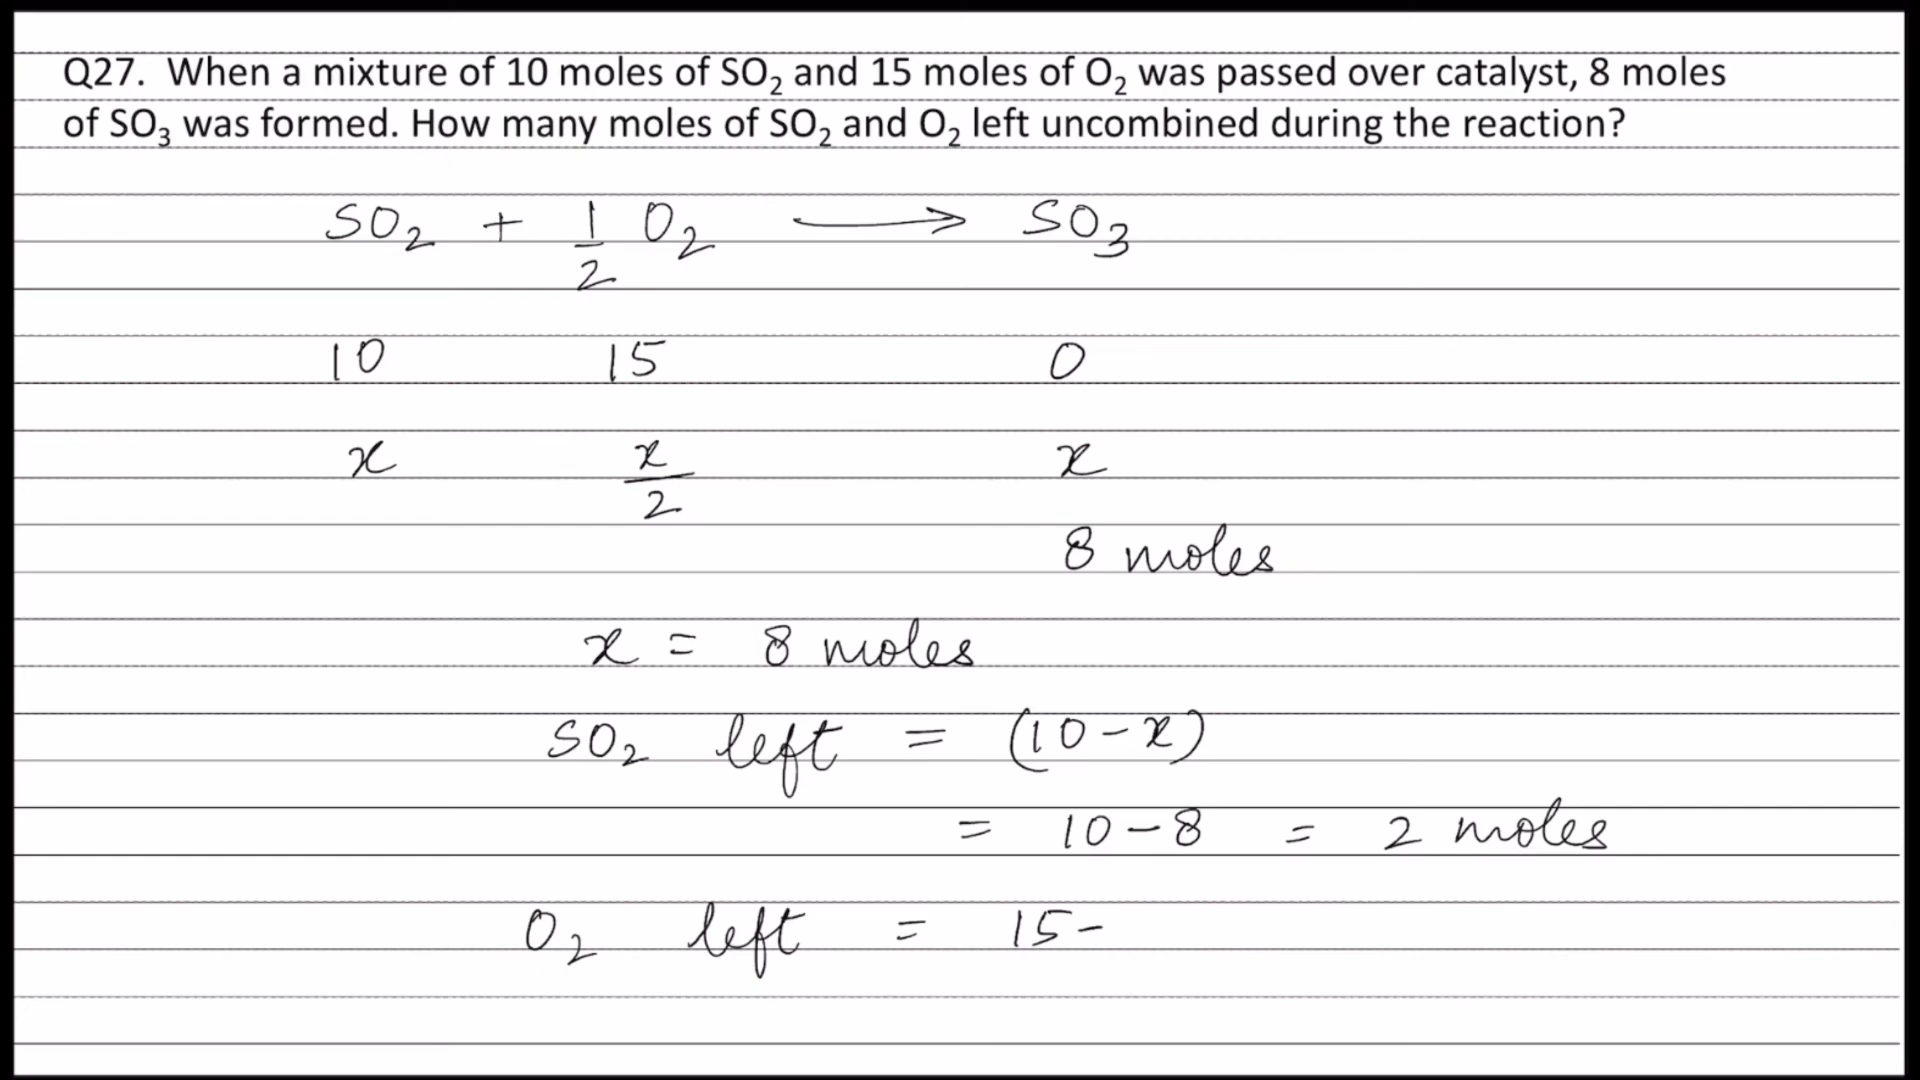 Q27. When a mixture of 10 moles of SO₂ and 15 moles of O₂ was passed over catalyst, 8 moles
of SO₃ was formed. How many moles of SO₂ and O₂ left uncombined during the reaction?
SO₂ + 1/2 O₂ ⟶ SO₃
10 15 0
x x/2 x
8 moles
x = 8 moles
SO₂ left = (10-x)
= 10-8 = 2 moles
O₂ left = 15-